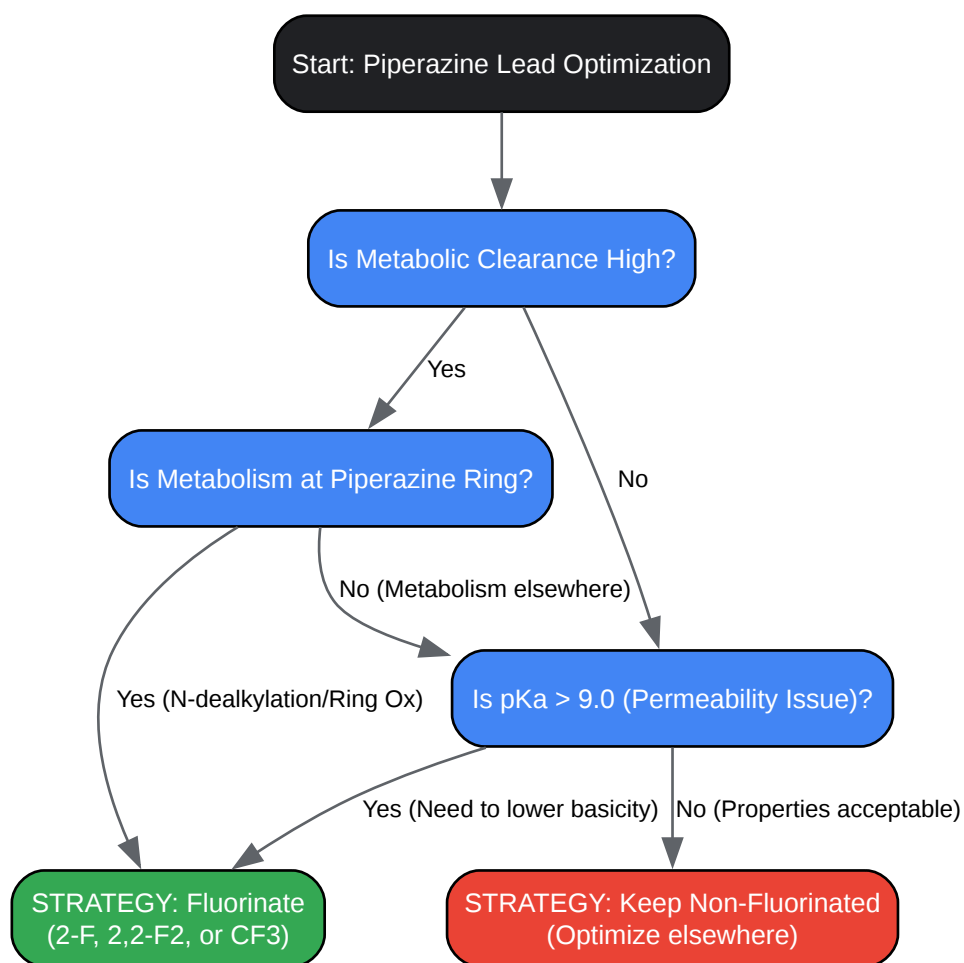 Start: Piperazine Lead Optimization
Is Metabolic Clearance High?
Yes
Is Metabolism at Piperazine Ring?
No
No (Metabolism elsewhere)
Yes (N-dealkylation/Ring Ox)
Is pKa > 9.0 (Permeability Issue)?
Yes (Need to lower basicity)
No (Properties acceptable)
STRATEGY: Fluorinate
(2-F, 2,2-F2, or CF3)
STRATEGY: Keep Non-Fluorinated
(Optimize elsewhere)